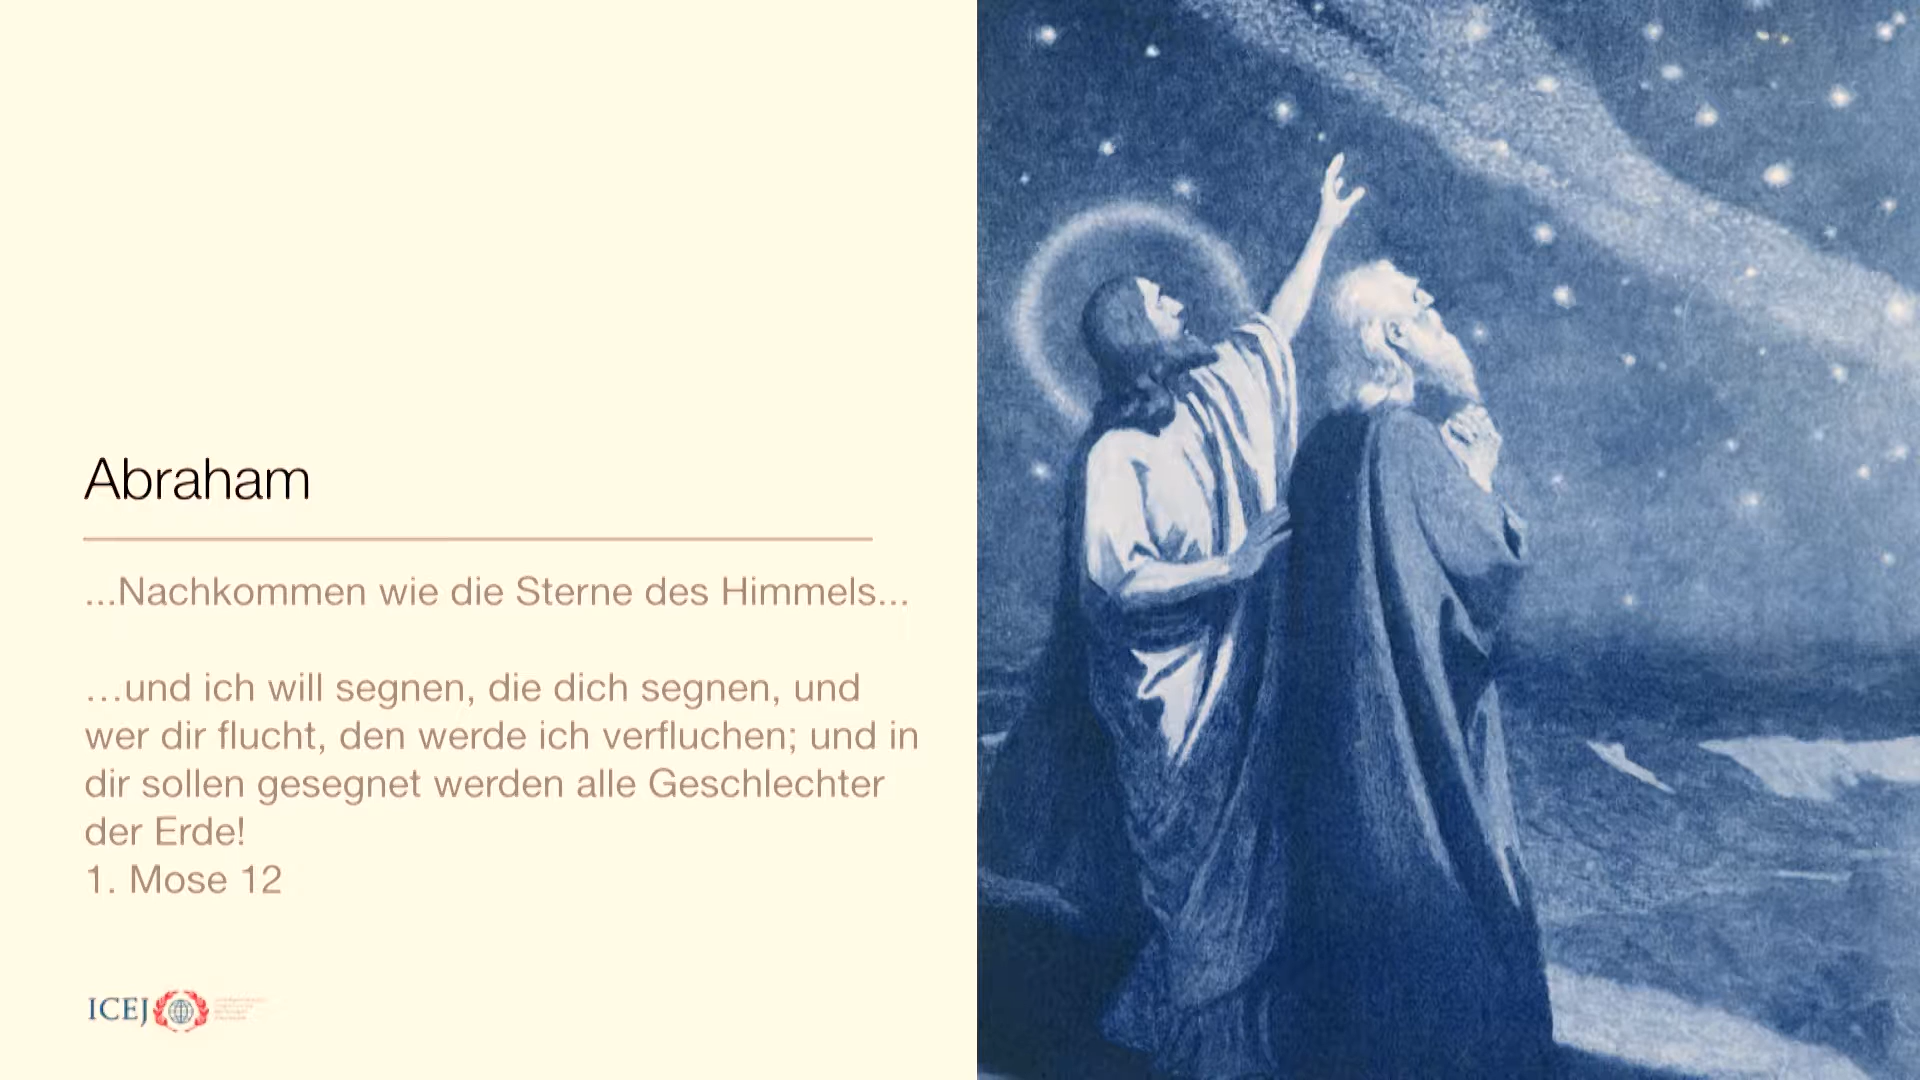 Abraham
...Nachkommen wie die Sterne des Himmels...
...und ich will segnen, die dich segnen, und
wer dir flucht, den werde ich verfluchen; und in
dir sollen gesegnet werden alle Geschlechter
der Erde!
1. Mose 12
ICEJ